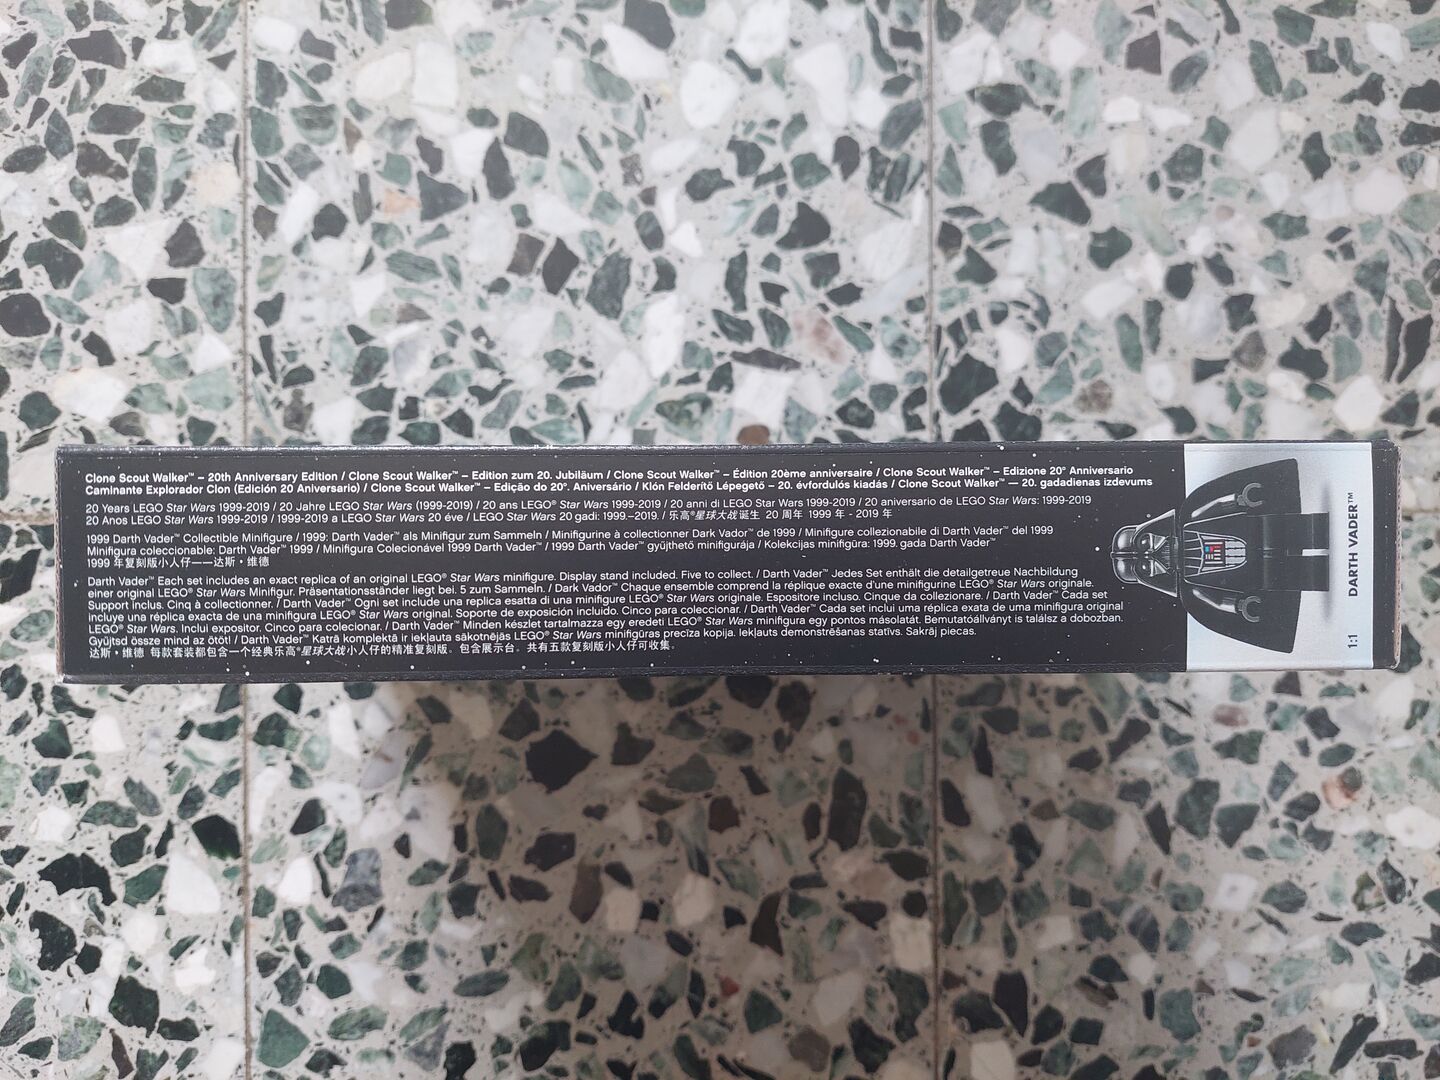 Clone Scout Walker™ – 20th Anniversary Edition / Clone Scout Walker™ – Edition zum 20. Jubiläum / Clone Scout Walker™ – Édition 20ème anniversaire / Clone Scout Walker™ – Edizione 20° Anniversario
Caminante Explorador Clon (Edición 20 Aniversario) / Clone Scout Walker™ – Edição do 20°. Aniversário / Klón Felderítő Lépegető – 20. évfordulós kiadás / Clone Scout Walker™ — 20. gadadienas izdevums
20 Years LEGO Star Wars 1999-2019 / 20 Jahre LEGO Star Wars (1999-2019) / 20 ans LEGO® Star Wars 1999-2019 / 20 anni di LEGO Star Wars 1999-2019 / 20 aniversario de LEGO Star Wars: 1999-2019
20 Anos LEGO Star Wars 1999-2019 / 1999-2019 a LEGO Star Wars 20 éve / LEGO Star Wars 20 gadi: 1999.–2019. / 乐高®星球大战诞生 20 周年 1999 年 - 2019 年
1999 Darth Vader™ Collectible Minifigure / 1999: Darth Vader™ als Minifigur zum Sammeln / Minifigurine à collectionner Dark Vador™ de 1999 / Minifigure collezionabile di Darth Vader™ del 1999
Minifigura coleccionable: Darth Vader™ 1999 / Minifigura Colecionável 1999 Darth Vader™ / 1999 Darth Vader™ gyűjthető minifigurája / Kolekcijas minifigūra: 1999. gada Darth Vader™
1999 年复刻版小人仔——达斯・维德
Darth Vader™ Each set includes an exact replica of an original LEGO® Star Wars minifigure. Display stand included. Five to collect. / Darth Vader™ Jedes Set enthält die detailgetreue Nachbildung
einer original LEGO® Star Wars Minifigur. Präsentationsständer liegt bei. 5 zum Sammeln. / Dark Vador™ Chaque ensemble comprend la réplique exacte d'une minifigurine LEGO® Star Wars originale.
Support inclus. Cinq à collectionner. / Darth Vader™ Ogni set include una replica esatta di una minifigure LEGO® Star Wars originale. Espositore incluso. Cinque da collezionare. / Darth Vader™ Cada set
incluye una réplica exacta de una minifigura LEGO® Star Wars original. Soporte de exposición incluido. Cinco para coleccionar. / Darth Vader™ Cada set inclui uma réplica exata de uma minifigura original
LEGO® Star Wars. Inclui expositor. Cinco para colecionar. / Darth Vader™ Minden készlet tartalmazza egy eredeti LEGO® Star Wars minifigura egy pontos másolatát. Bemutatóállványt is találsz a dobozban.
Gyűjtsd össze mind az ötöt! / Darth Vader™ Katrā komplektā ir iekļauta sākotnējās LEGO® Star Wars minifigūras precīza kopija. Iekļauts demonstrēšanas statīvs. Sakrāj piecas.
达斯・维德 每款套装都包含一个经典乐高®星球大战小人仔的精准复刻版。包含展示台。共有五款复刻版小人仔可收集。
1:1 DARTH VADER™